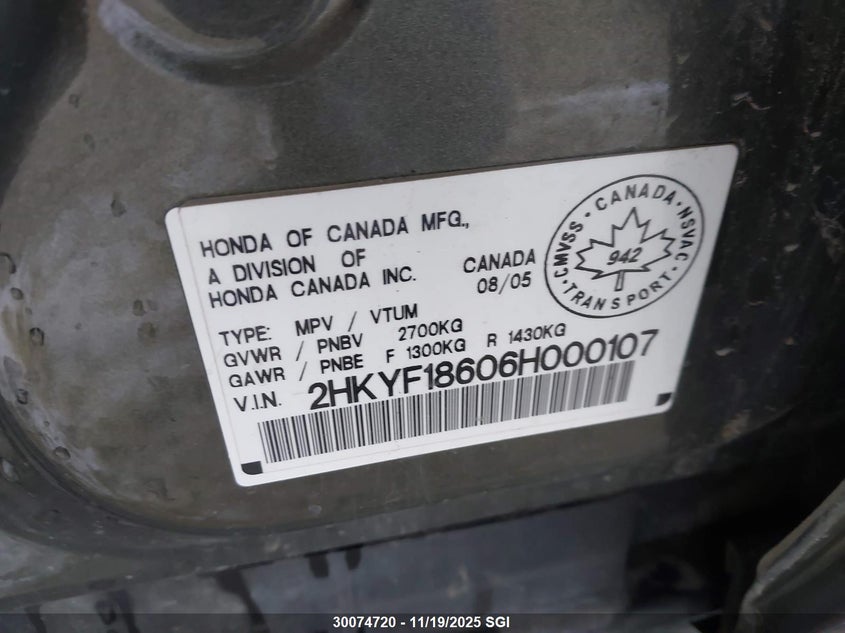 HONDA OF CANADA MFG.,
A DIVISION OF
HONDA CANADA INC.
CANADA
08/05
CANADA · NSVAC · TRANSPORT · CMVSS ·
942
TYPE: MPV / VTUM
GVWR / PNBV 2700KG
GAWR / PNBE F 1300KG R 1430KG
V.I.N. 2HKYF18606H000107
30074720 - 11/19/2025 SGI